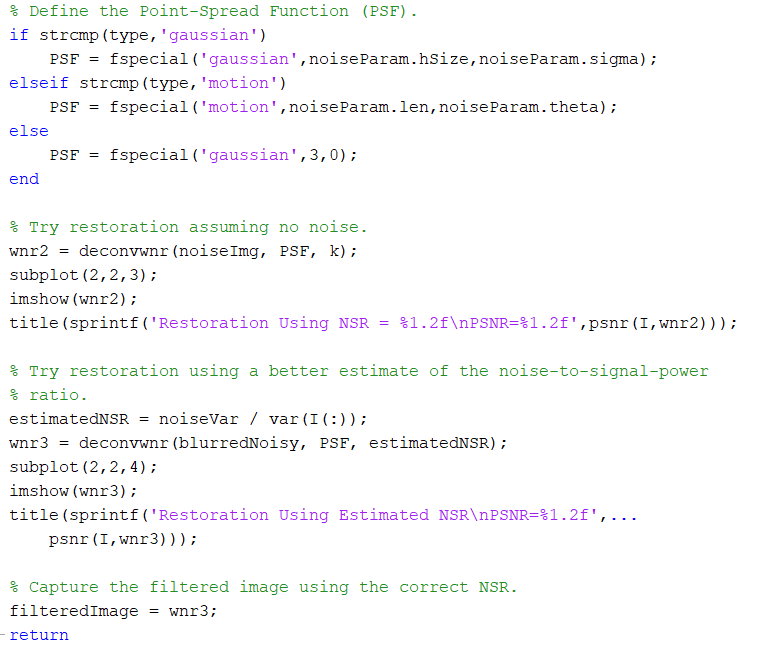 % Define the Point-Spread Function (PSF).
if strcmp(type,'gaussian')
    PSF = fspecial('gaussian',noiseParam.hSize,noiseParam.sigma);
elseif strcmp(type,'motion')
    PSF = fspecial('motion',noiseParam.len,noiseParam.theta);
else
    PSF = fspecial('gaussian',3,0);
end

% Try restoration assuming no noise.
wnr2 = deconvwnr(noiseImg, PSF, k);
subplot(2,2,3);
imshow(wnr2);
title(sprintf('Restoration Using NSR = %1.2f\nPSNR=%1.2f',psnr(I,wnr2)));

% Try restoration using a better estimate of the noise-to-signal-power
% ratio.
estimatedNSR = noiseVar / var(I(:));
wnr3 = deconvwnr(blurredNoisy, PSF, estimatedNSR);
subplot(2,2,4);
imshow(wnr3);
title(sprintf('Restoration Using Estimated NSR\nPSNR=%1.2f',...
    psnr(I,wnr3)));

% Capture the filtered image using the correct NSR.
filteredImage = wnr3;
return